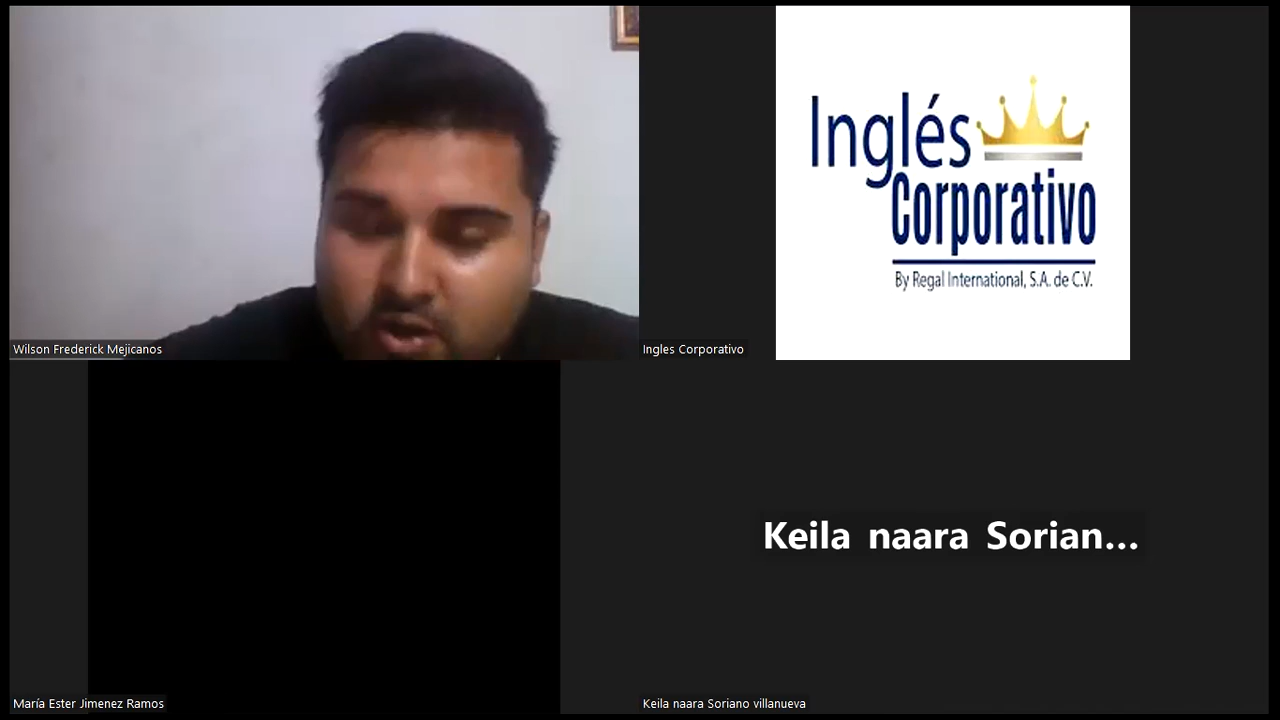 Inglés
Corporativo
By Regal International, S.A. de C.V.
Wilson Frederick Mejicanos
Ingles Corporativo
Keila naara Sorian...
María Ester Jimenez Ramos
Keila naara Soriano villanueva